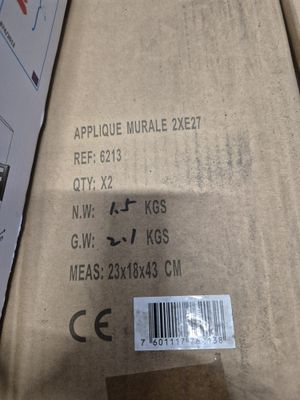 APPLIQUE MURALE 2XE27
REF: 6213
QTY: X2
N.W: 1.5 KGS
G.W: 2.1 KGS
MEAS: 23x18x43 CM
CE